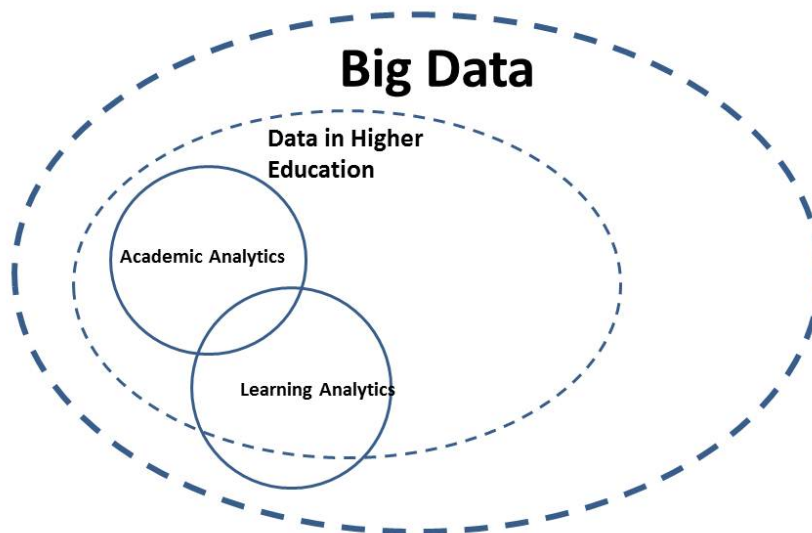 Big Data
Data in Higher
Education
Academic Analytics
Learning Analytics